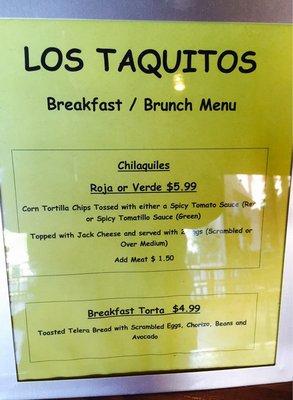 LOS TAQUITOS
Breakfast / Brunch Menu
Chilaquiles
Roja or Verde $5.99
Corn Tortilla Chips Tossed with either a Spicy Tomato Sauce
or Spicy Tomatillo Sauce (Green)
Topped with Jack Cheese and served with (Scrambled or
Over Medium)
Add Meat $ 1.50
Breakfast Torta $4.99
Toasted Telera Bread with Scrambled Eggs, Chorizo, Beans and
Avocado